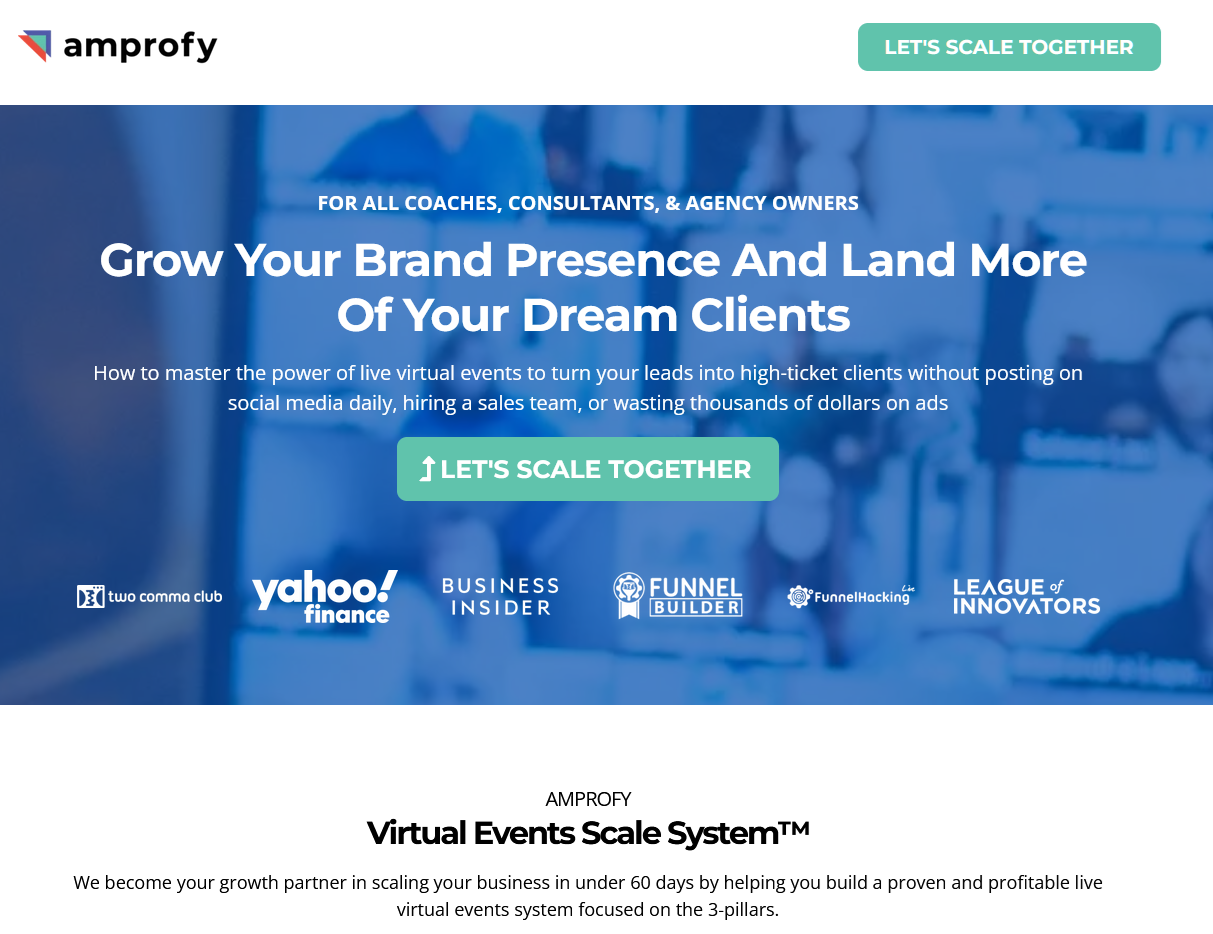 amprofy
LET'S SCALE TOGETHER
FOR ALL COACHES, CONSULTANTS, & AGENCY OWNERS
Grow Your Brand Presence And Land More
Of Your Dream Clients
How to master the power of live virtual events to turn your leads into high-ticket clients without posting on
social media daily, hiring a sales team, or wasting thousands of dollars on ads
LET'S SCALE TOGETHER
two comma club
yahoo!
finance
BUSINESS
INSIDER
FUNNEL
BUILDER
FunnelHacking Live
LEAGUE of
INNOVATORS
AMPROFY
Virtual Events Scale System™
We become your growth partner in scaling your business in under 60 days by helping you build a proven and profitable live
virtual events system focused on the 3-pillars.